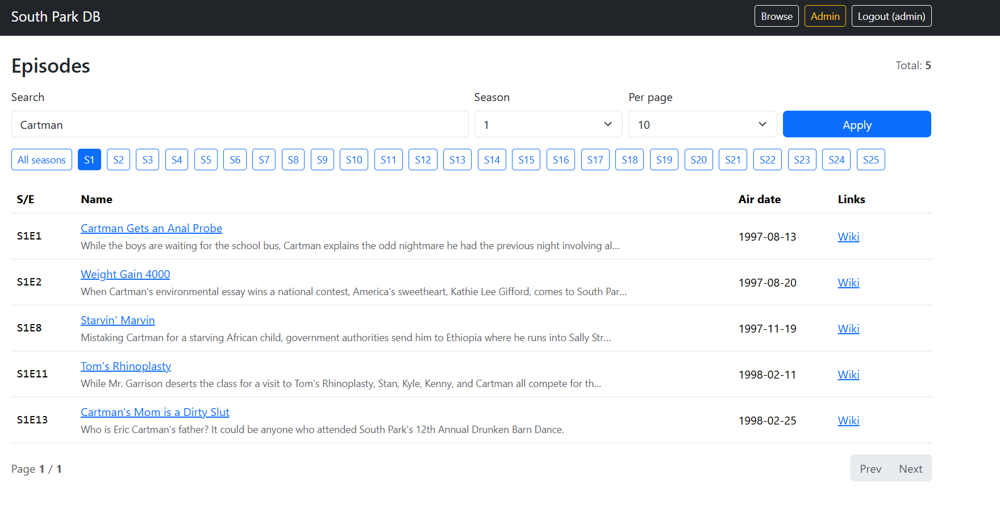 South Park DB
Browse
Admin
Logout (admin)
Episodes
Total: 5
Search
Season
Per page
Cartman
1
10
Apply
All seasons S1 S2 S3 S4 S5 S6 S7 S8 S9 S10 S11 S12 S13 S14 S15 S16 S17 S18 S19 S20 S21 S22 S23 S24 S25
S/E Name Air date Links
S1E1
Cartman Gets an Anal Probe
While the boys are waiting for the school bus, Cartman explains the odd nightmare he had the previous night involving al...
1997-08-13
Wiki
S1E2
Weight Gain 4000
When Cartman's environmental essay wins a national contest, America's sweetheart, Kathie Lee Gifford, comes to South Par...
1997-08-20
Wiki
S1E8
Starvin' Marvin
Mistaking Cartman for a starving African child, government authorities send him to Ethiopia where he runs into Sally Str...
1997-11-19
Wiki
S1E11
Tom's Rhinoplasty
While Mr. Garrison deserts the class for a visit to Tom's Rhinoplasty, Stan, Kyle, Kenny, and Cartman all compete for th...
1998-02-11
Wiki
S1E13
Cartman's Mom is a Dirty Slut
Who is Eric Cartman's father? It could be anyone who attended South Park's 12th Annual Drunken Barn Dance.
1998-02-25
Wiki
Page 1 / 1
Prev
Next